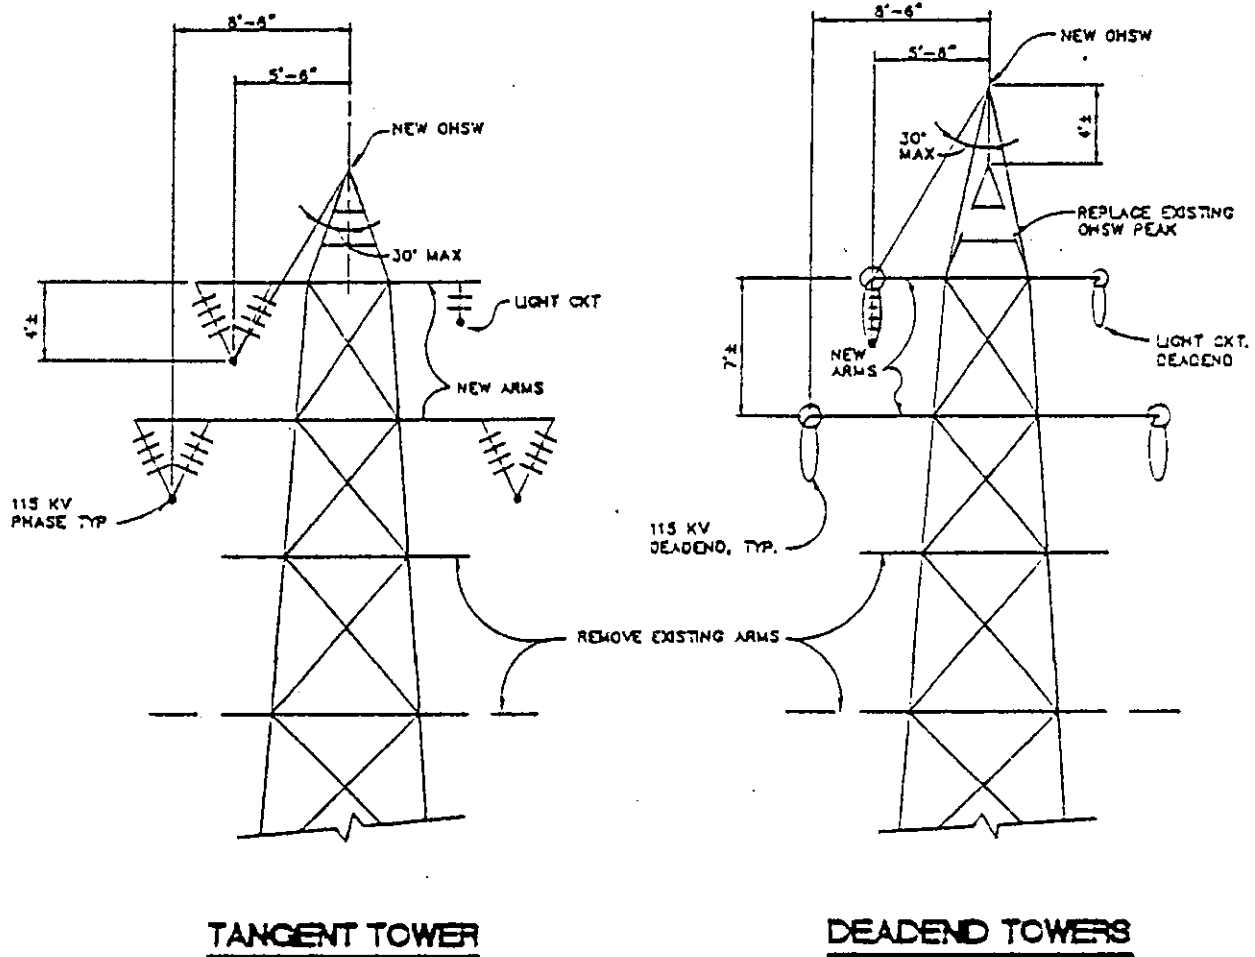 8'-6"
5'-6"
NEW OHSW
30° MAX
4'±
LIGHT CKT
NEW ARMS
115 KV
PHASE TYP
REMOVE EXISTING ARMS
TANGENT TOWER
8'-6"
5'-6"
NEW OHSW
30°
MAX
4'±
REPLACE EXISTING
OHSW PEAK
7'±
NEW
ARMS
LIGHT CKT.
DEADEND
115 KV
DEADEND, TYP.
DEADEND TOWERS